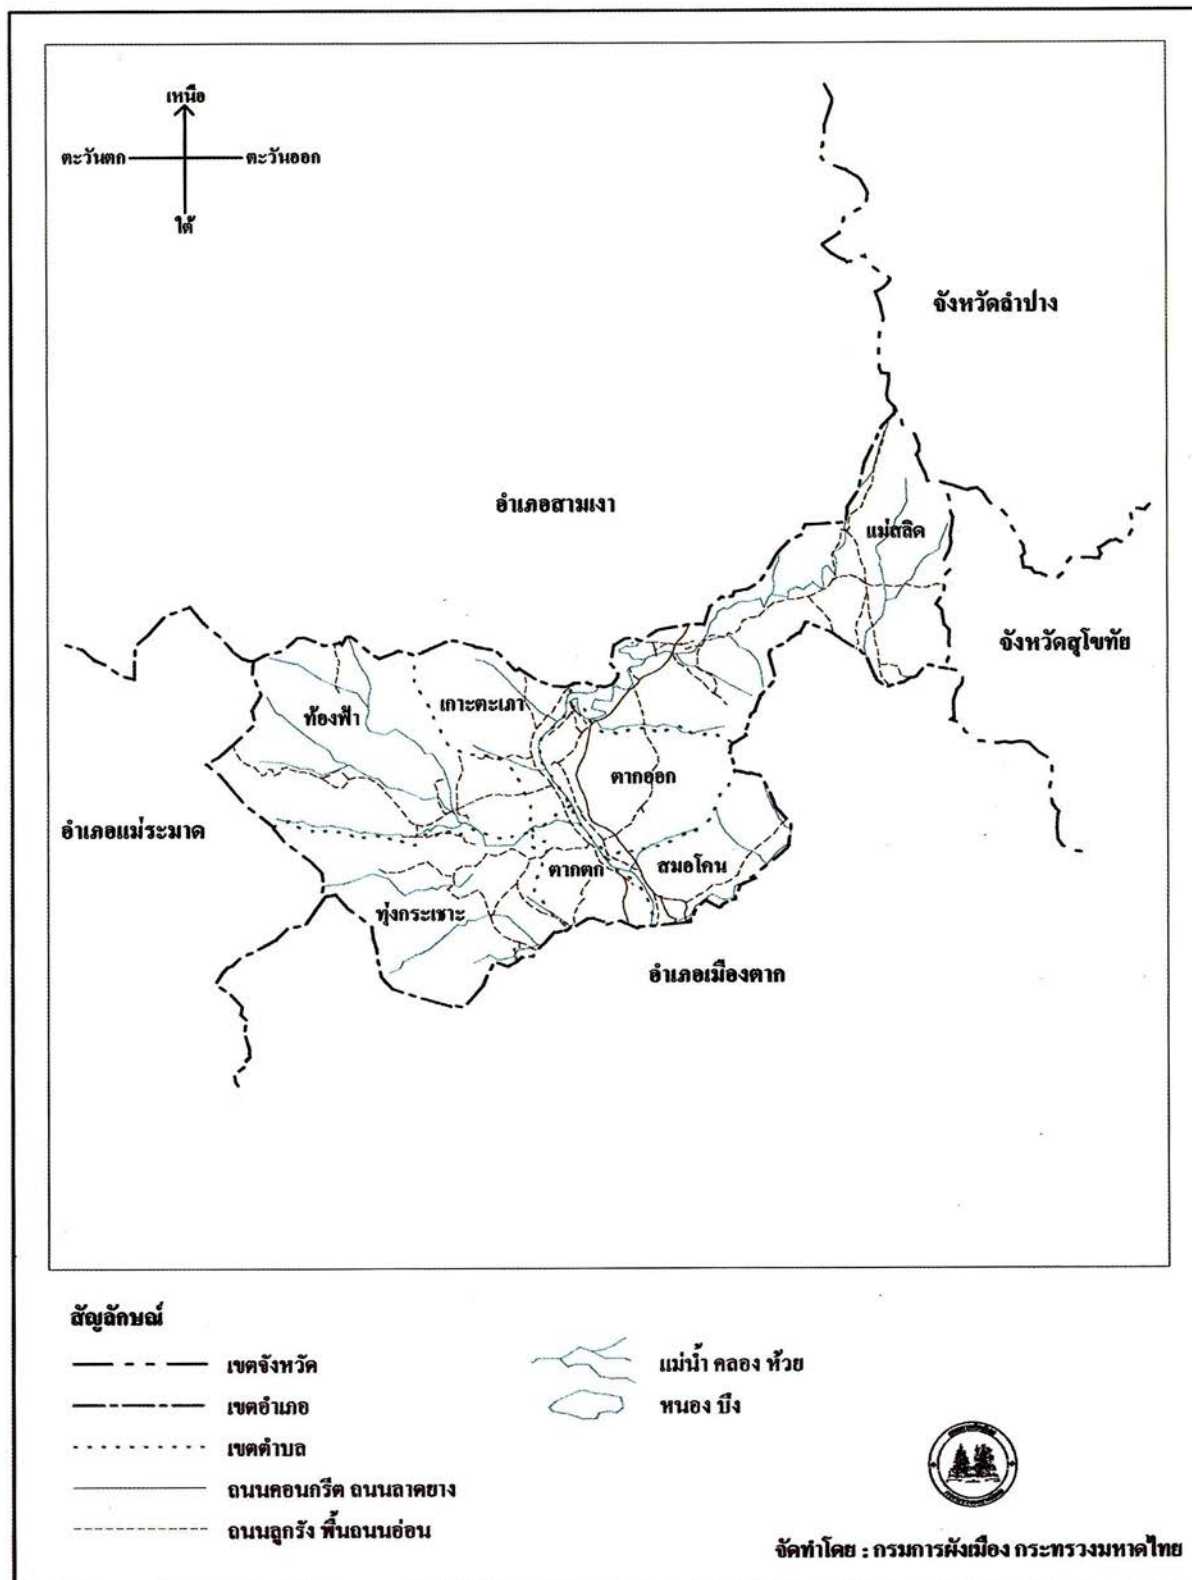 เหนือ
ตะวันตก
ตะวันออก
ใต้
จังหวัดลำปาง
อำเภอสามเงา
แม่สลิด
จังหวัดสุโขทัย
ท้องฟ้า
เกาะตะเภา
ตากออก
อำเภอแม่ระมาด
ตากตก
สมอโคน
ทุ่งกระเชาะ
อำเภอเมืองตาก
สัญลักษณ์
เขตจังหวัด
เขตอำเภอ
เขตตำบล
ถนนคอนกรีต ถนนลาดยาง
ถนนลูกรัง พื้นถนนอ่อน
แม่น้ำ คลอง ห้วย
หนอง บึง
จัดทำโดย : กรมการผังเมือง กระทรวงมหาดไทย